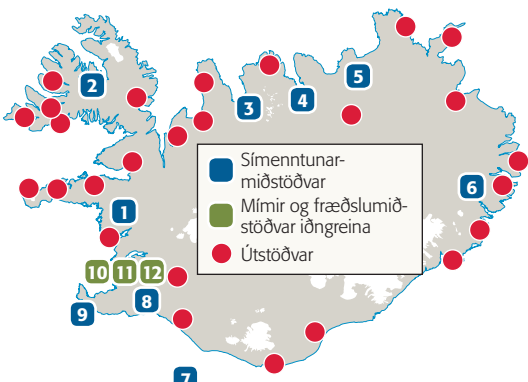 2
5
4
3
Símenntunar-
miðstöðvar
Mímir og fræðslumið-
stöðvar iðngreina
Útstöðvar
6
1
10 11 12
8
9
7